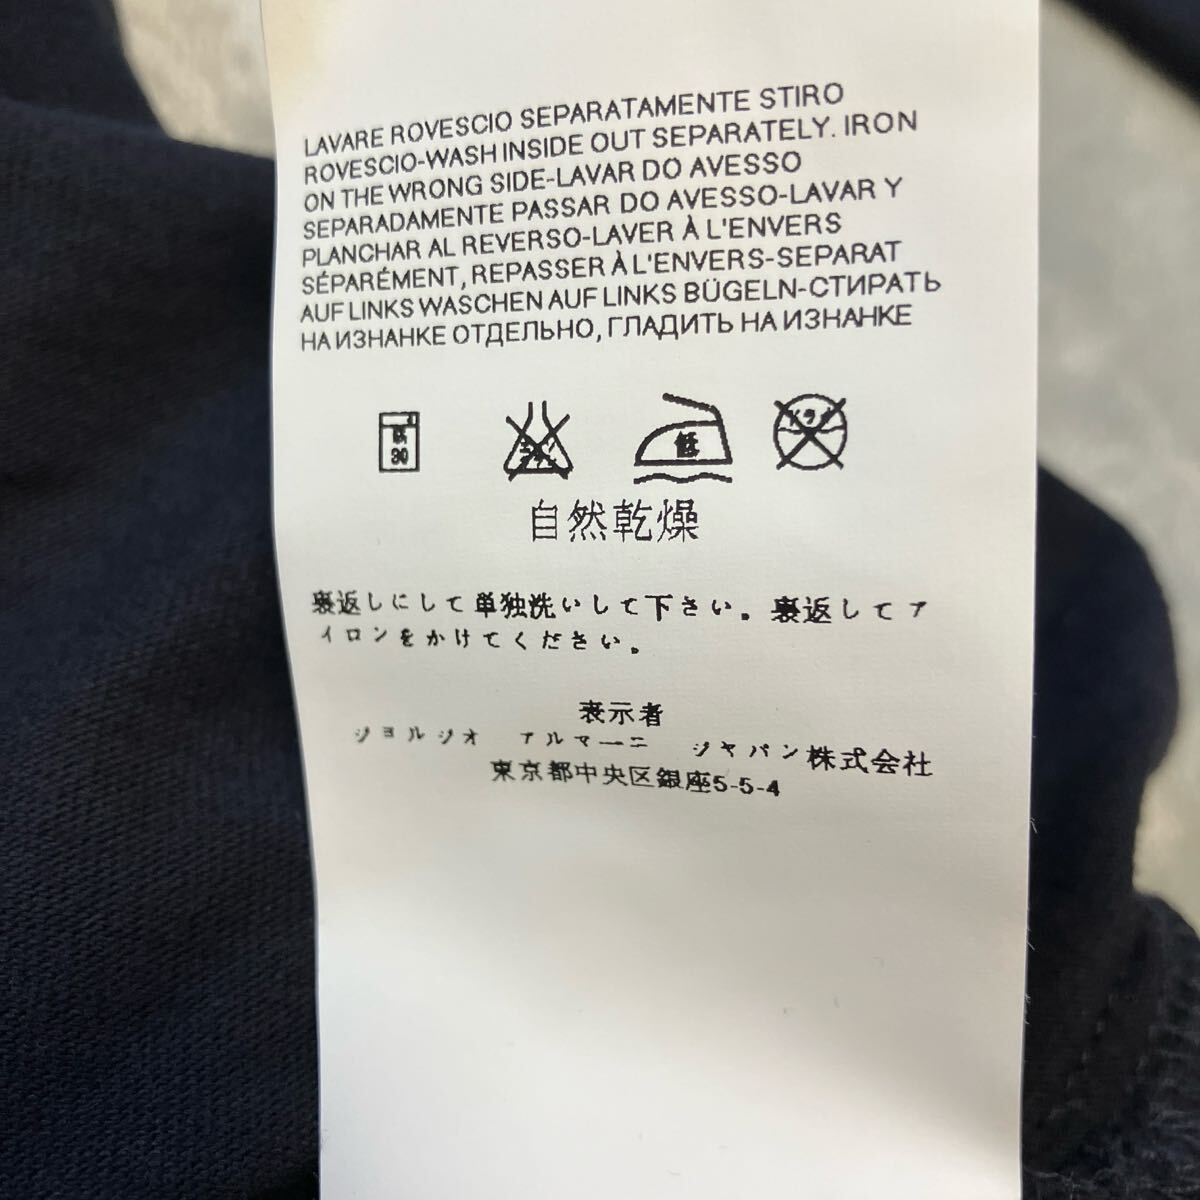 LAVARE ROVESCIO SEPARATAMENTE STIRO
ROVESCIO-WASH INSIDE OUT SEPARATELY. IRON
ON THE WRONG SIDE-LAVAR DO AVESSO
SEPARADAMENTE PASSAR DO AVESSO-LAVAR Y
PLANCHAR AL REVERSO-LAVER À L'ENVERS
SÉPARÉMENT, REPASSER À L'ENVERS-SEPARAT
AUF LINKS WASCHEN AUF LINKS BÜGELN-СТИРАТЬ
НА ИЗНАНКЕ ОТДЕЛЬНО, ГЛАДИТЬ НА ИЗНАНКЕ
30 低 ドライ
自然乾燥
裏返しにして単独洗いして下さい。裏返してア
イロンをかけてください。
表示者
ジョルジオ アルマーニ ジャパン株式会社
東京都中央区銀座5-5-4